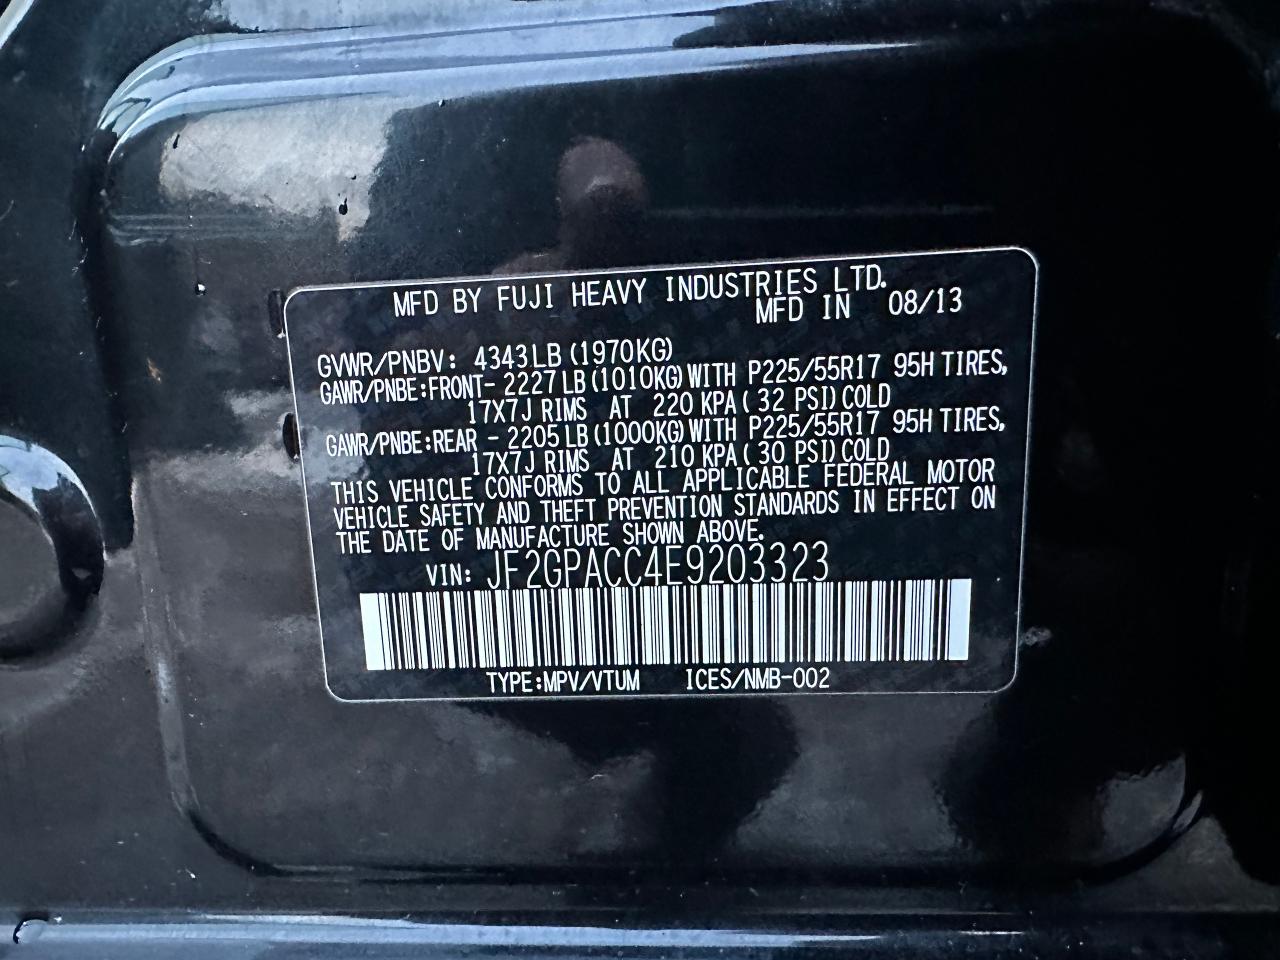 MFD BY FUJI HEAVY INDUSTRIES LTD.
MFD IN 08/13
GVWR/PNBV: 4343LB (1970KG)
GAWR/PNBE:FRONT- 2227LB (1010KG) WITH P225/55R17 95H TIRES,
17X7J RIMS AT 220 KPA ( 32 PSI) COLD
GAWR/PNBE:REAR - 2205LB (1000KG) WITH P225/55R17 95H TIRES,
17X7J RIMS AT 210 KPA ( 30 PSI) COLD
THIS VEHICLE CONFORMS TO ALL APPLICABLE FEDERAL MOTOR
VEHICLE SAFETY AND THEFT PREVENTION STANDARDS IN EFFECT ON
THE DATE OF MANUFACTURE SHOWN ABOVE.
VIN: JF2GPACC4E9203323
TYPE:MPV/VTUM ICES/NMB-002